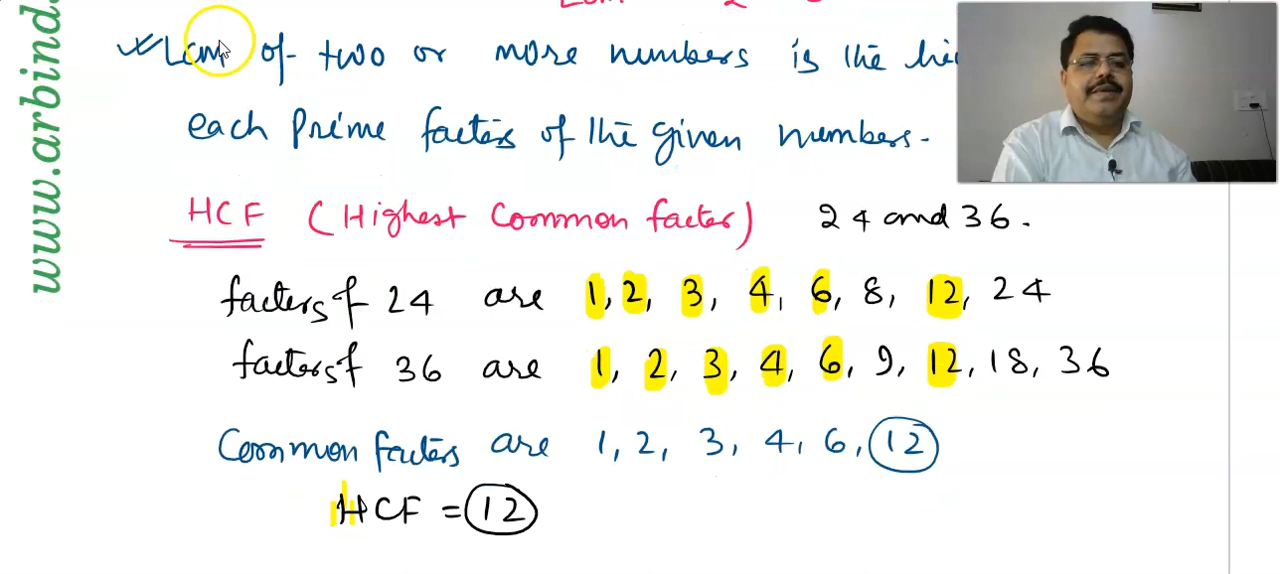 www.arbind.
Lcm of two or more numbers is the
each Prime factors of the given numbers.
HCF (Highest Common factor) 24 and 36.
factors of 24 are 1, 2, 3, 4, 6, 8, 12, 24
factors of 36 are 1, 2, 3, 4, 6, 9, 12, 18, 36
Common factors are 1, 2, 3, 4, 6, 12
HCF = 12